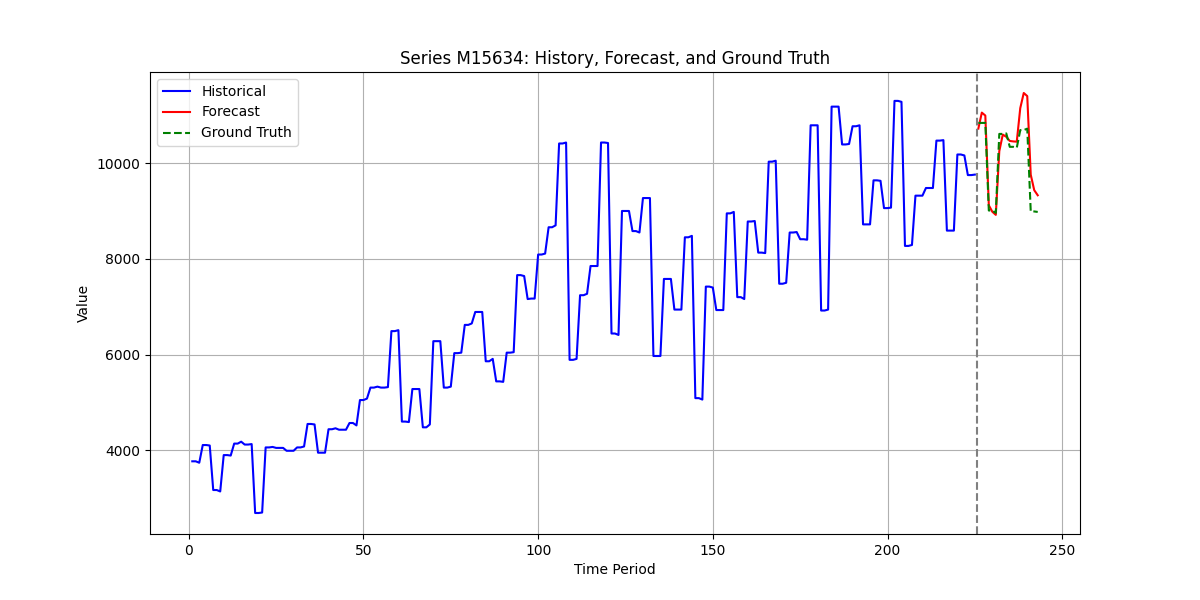 Series M15634: History, Forecast, and Ground Truth
Historical
Forecast
Ground Truth
10000
8000
6000
4000
Value
0 50 100 150 200 250
Time Period